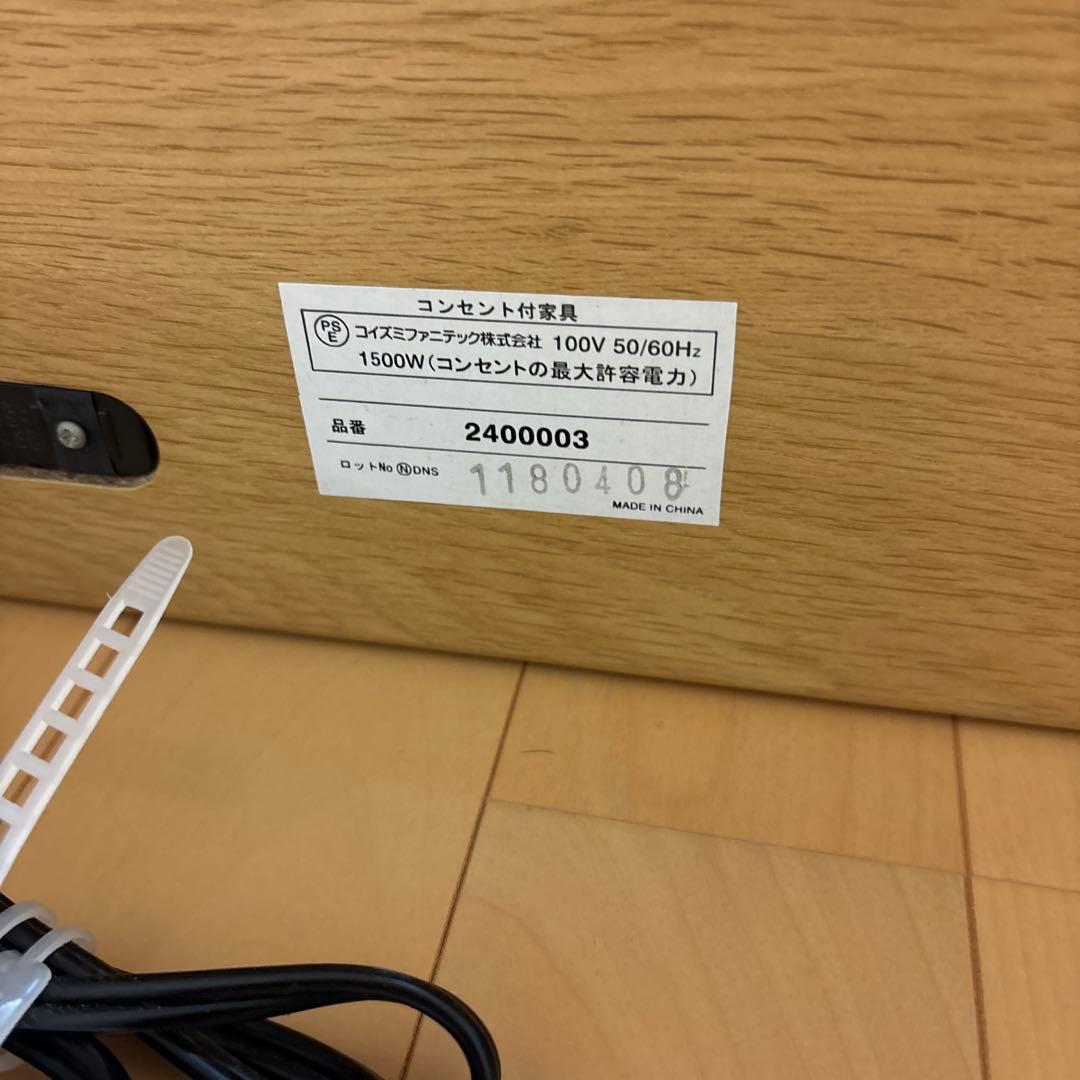 コンセント付家具
PSE コイズミファニテック株式会社 100V 50/60Hz
1500W(コンセントの最大許容電力)
品番 2400003
ロットNo ⓃDNS 1180408
MADE IN CHINA